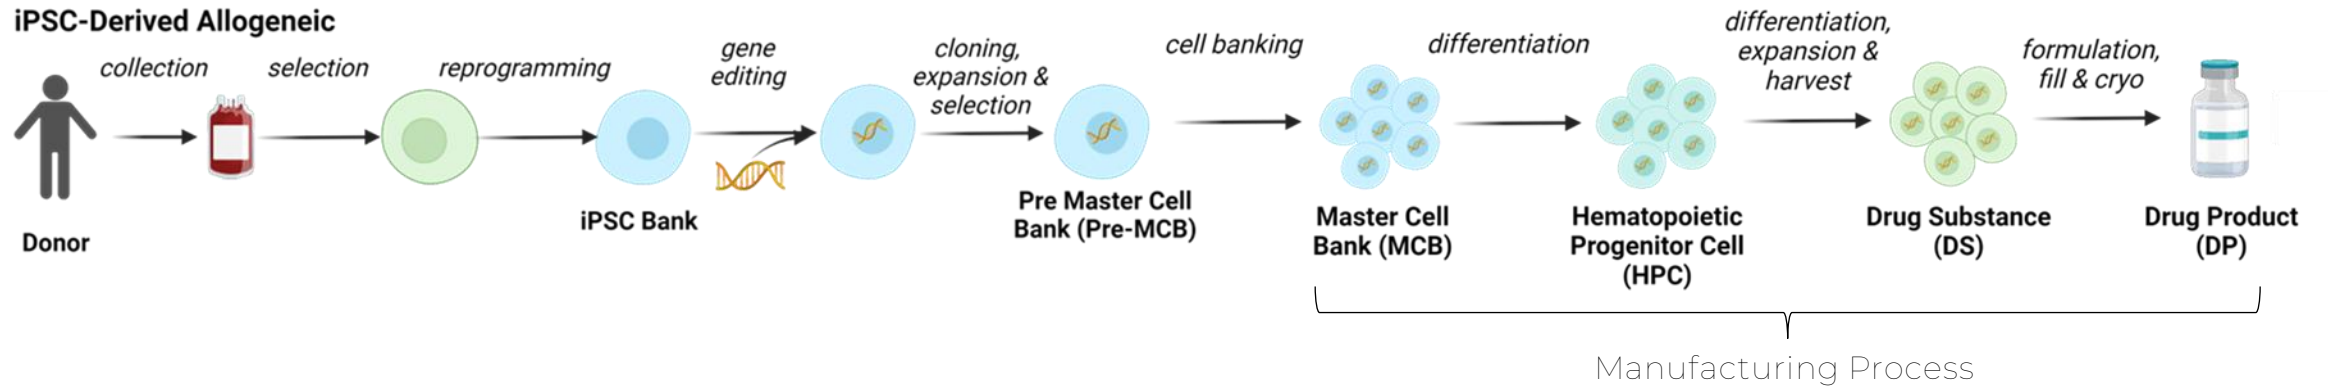 iPSC-Derived Allogeneic
collection
selection
reprogramming
gene
editing
cloning,
expansion &
selection
cell banking
differentiation
differentiation,
expansion &
harvest
formulation,
fill & cryo
Donor
iPSC Bank
Pre Master Cell
Bank (Pre-MCB)
Master Cell
Bank (MCB)
Hematopoietic
Progenitor Cell
(HPC)
Drug Substance
(DS)
Drug Product
(DP)
Manufacturing Process